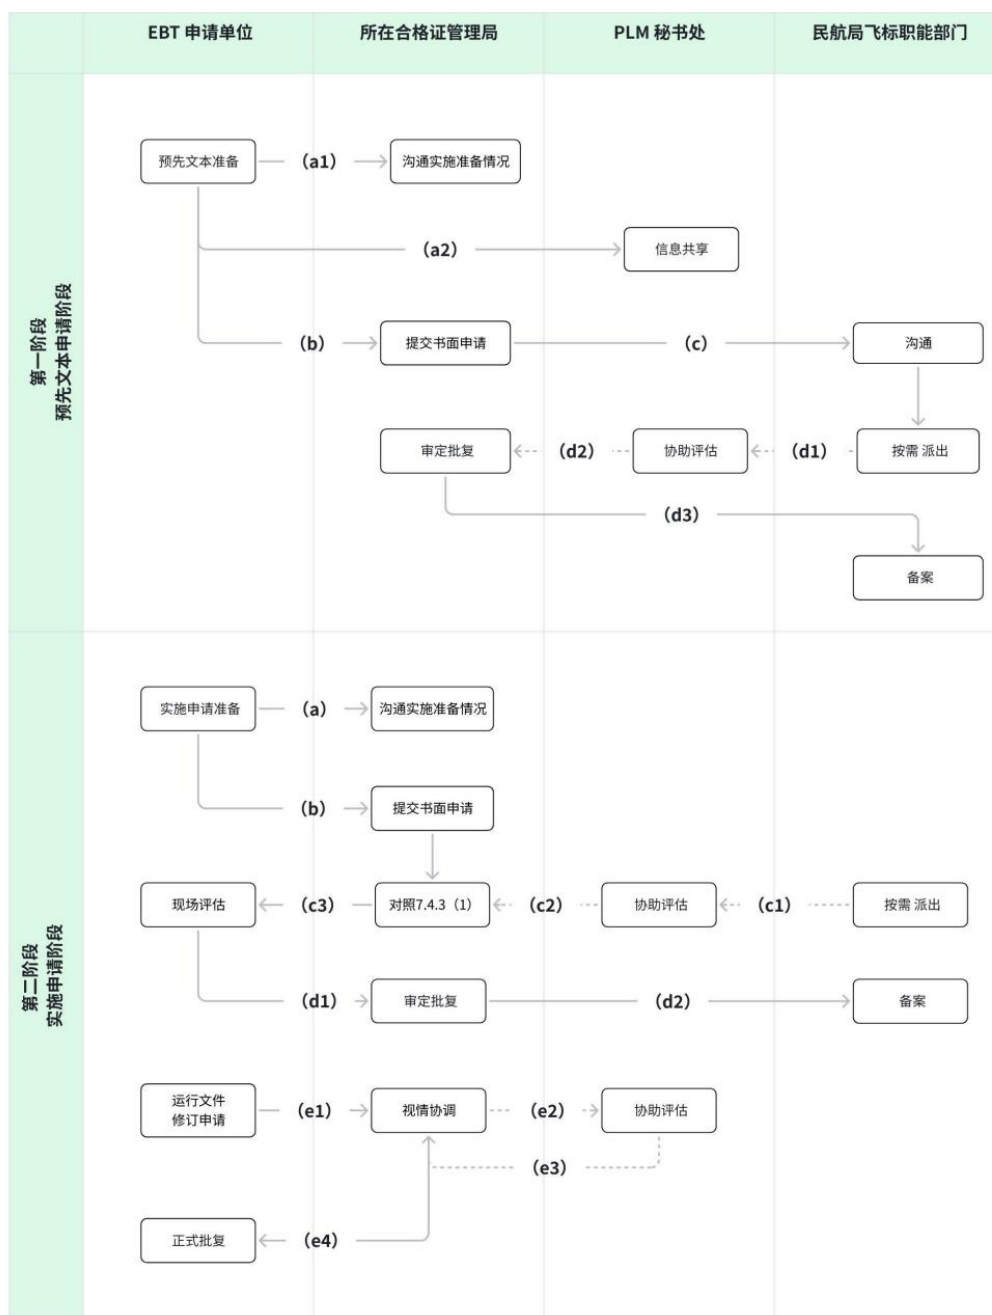 EBT 申请单位
所在合格证管理局
PLM 秘书处
民航局飞标职能部门
第一阶段
预先文本申请阶段
预先文本准备
（a1）
沟通实施准备情况
（a2）
信息共享
（b）
提交书面申请
（c）
沟通
审定批复
（d2）
协助评估
（d1）
按需 派出
（d3）
备案
第二阶段
实施申请阶段
实施申请准备
（a）
沟通实施准备情况
（b）
提交书面申请
现场评估
（c3）
对照7.4.3（1）
（c2）
协助评估
（c1）
按需 派出
（d1）
审定批复
（d2）
备案
运行文件
修订申请
（e1）
视情协调
（e2）
协助评估
（e3）
正式批复
（e4）